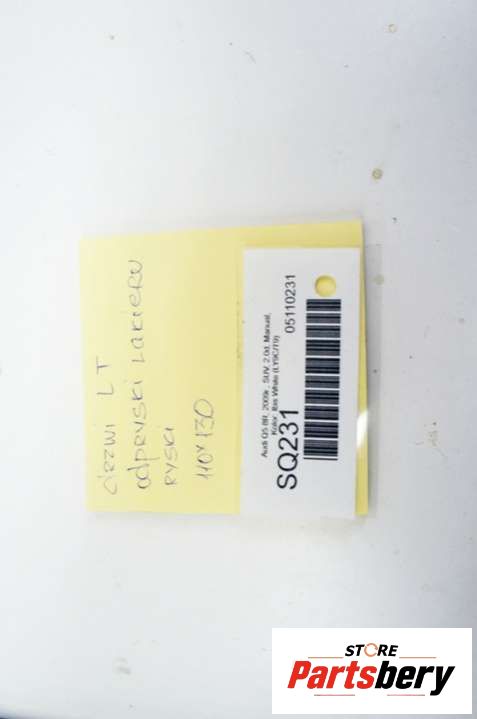 drzwi LT
odpryski lakieru
ryski
110x130
Audi Q5 8R, 2009r., SUV, 2.0d, Manual,
Kolor: Ibis White (LY9C/T9)
SQ231
05110231
STORE
Partsbery